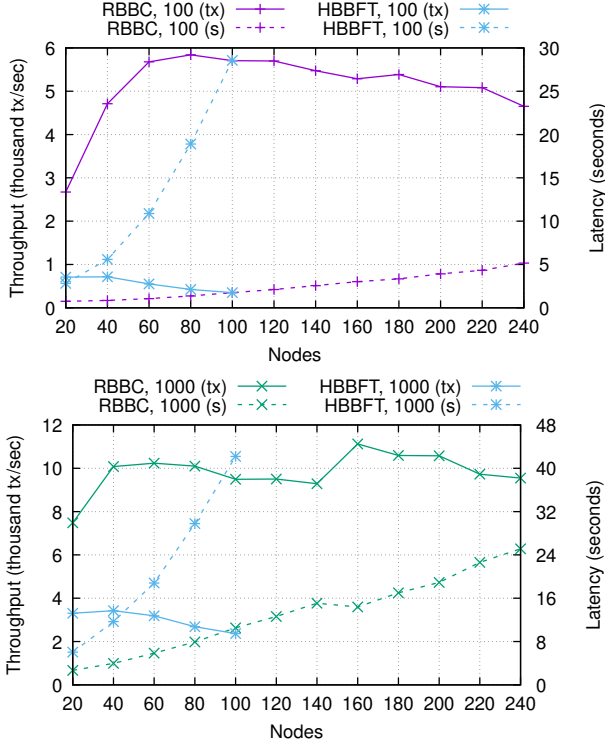 RBBC, 100 (tx) HBBFT, 100 (tx)
RBBC, 100 (s) HBBFT, 100 (s)
Throughput (thousand tx/sec)
6
5
4
3
2
1
0
30
25
20
15
10
5
0
Latency (seconds)
20 40 60 80 100 120 140 160 180 200 220 240
Nodes
RBBC, 1000 (tx) HBBFT, 1000 (tx)
RBBC, 1000 (s) HBBFT, 1000 (s)
Throughput (thousand tx/sec)
12
10
8
6
4
2
0
48
40
32
24
16
8
0
Latency (seconds)
20 40 60 80 100 120 140 160 180 200 220 240
Nodes